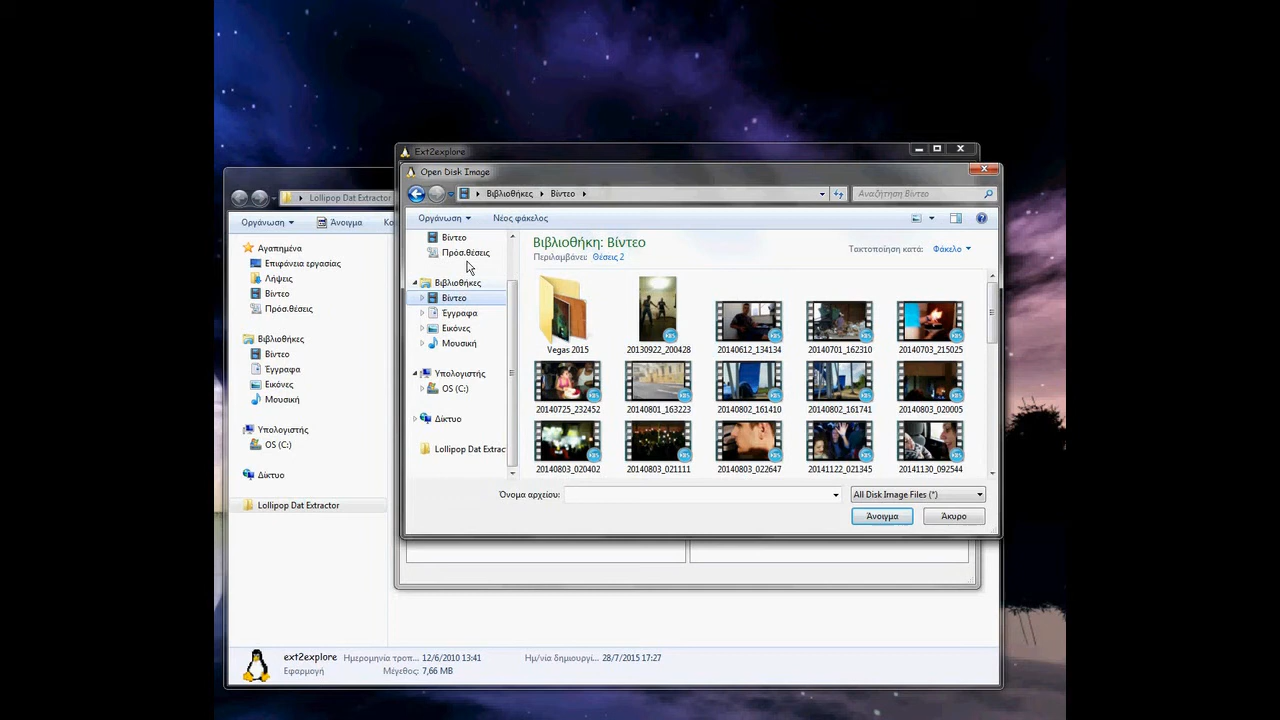 Ext2explore
Open Disk Image
Βιβλιοθήκες
Βίντεο
Αναζήτηση Βίντεο
Οργάνωση
Νέος φάκελος
Βίντεο
Πρόσθέσεις
Βιβλιοθήκες
Βίντεο
Έγγραφα
Εικόνες
Μουσική
Υπολογιστής
OS (C:)
Δίκτυο
Lollipop Dat Extrac
Βιβλιοθήκη: Βίντεο
Περιλαμβάνει: Θέσεις 2
Τακτοποίηση κατά: Φάκελο
Vegas 2015
20130922_200428
20140612_134134
20140701_162310
20140703_215025
20140725_232452
20140801_163223
20140802_161410
20140802_161741
20140803_020005
20140803_020402
20140803_021111
20140803_022647
20141122_021345
20141130_092544
Όνομα αρχείου:
All Disk Image Files (*)
Άνοιγμα
Άκυρο
Lollipop Dat Extractor
Οργάνωση
Άνοιγμα
Κο
Αγαπημένα
Επιφάνεια εργασίας
Λήψεις
Βίντεο
Πρόσ.θέσεις
Βιβλιοθήκες
Βίντεο
Έγγραφα
Εικόνες
Μουσική
Υπολογιστής
OS (C:)
Δίκτυο
Lollipop Dat Extractor
ext2explore Ημερομηνία τροπ... 12/6/2010 13:41 Ημ/νία δημιουργί... 28/7/2015 17:27
Εφαρμογή Μέγεθος: 7,66 MB